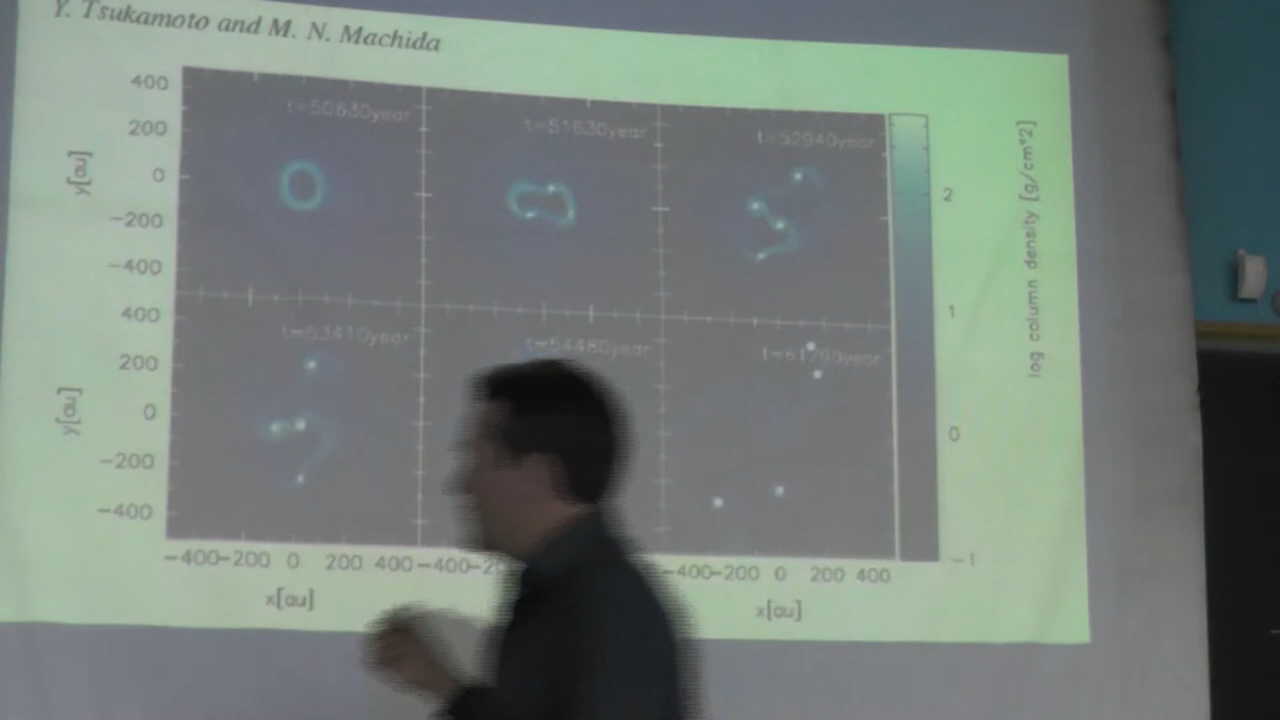 Y. Tsukamoto and M. N. Machida
400
200
0
−200
−400
y[au]
t=50630year
t=51630year
t=52940year
400
200
0
−200
−400
y[au]
t=53410year
t=54480year
t=61790year
−400 −200 0 200 400
x[au]
−400
−400 −200 0 200 400
x[au]
2
1
0
−1
log column density [g/cm^2]